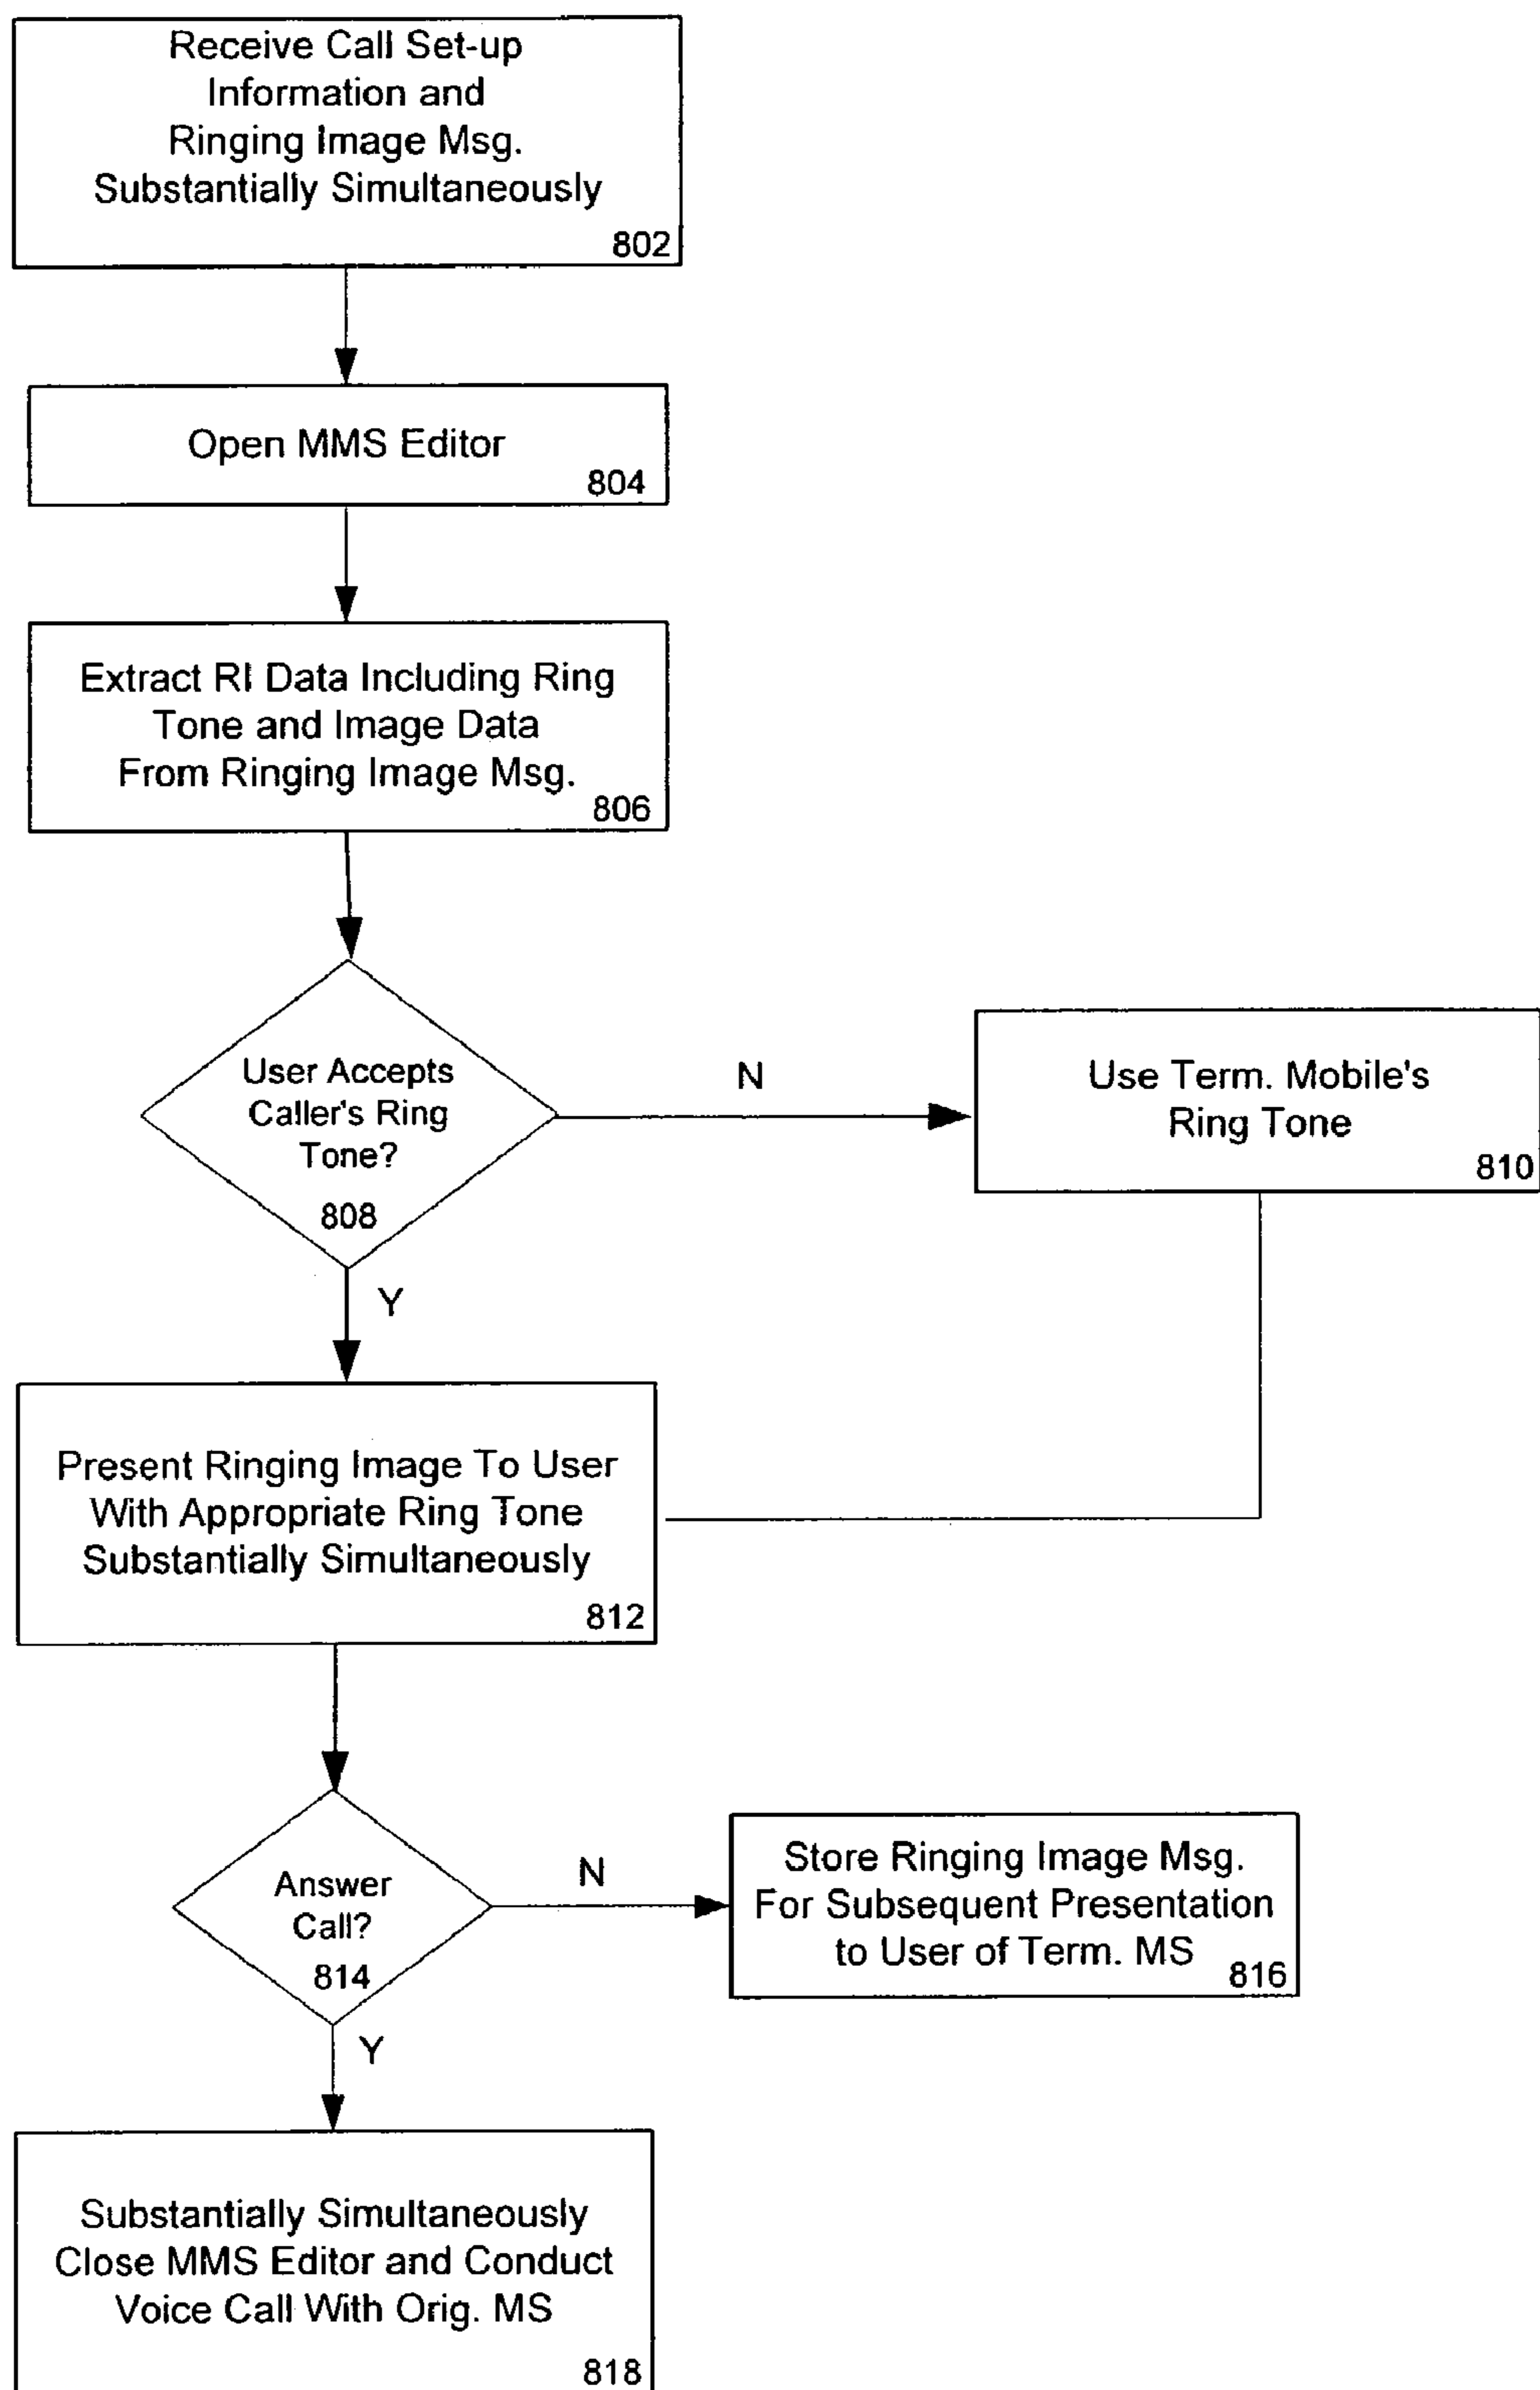 Receive Call Set-up
Information and
Ringing Image Msg.
Substantially Simultaneously
802
Open MMS Editor
804
Extract RI Data Including Ring
Tone and Image Data
From Ringing Image Msg.
806
User Accepts
Caller's Ring
Tone?
808
N
Use Term. Mobile's
Ring Tone
810
Y
Present Ringing Image To User
With Appropriate Ring Tone
Substantially Simultaneously
812
Answer
Call?
814
N
Store Ringing Image Msg.
For Subsequent Presentation
to User of Term. MS
816
Y
Substantially Simultaneously
Close MMS Editor and Conduct
Voice Call With Orig. MS
818